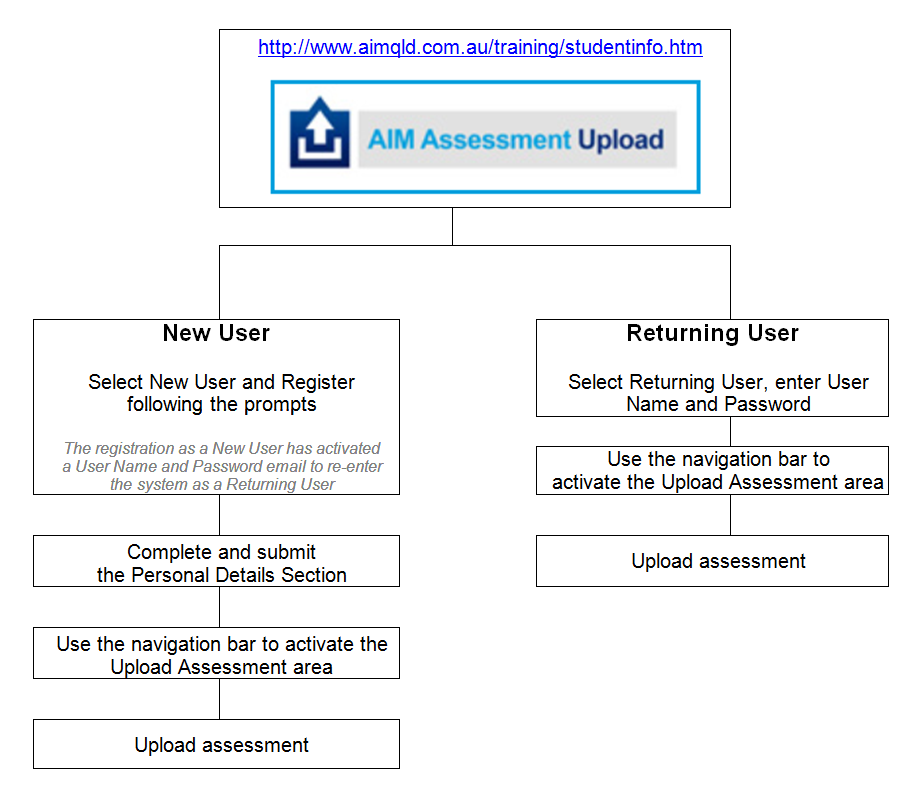 http://www.aimqld.com.au/training/studentinfo.htm
AIM Assessment Upload
New User
Select New User and Register
following the prompts
The registration as a New User has activated
a User Name and Password email to re-enter
the system as a Returning User
Complete and submit
the Personal Details Section
Use the navigation bar to activate the
Upload Assessment area
Upload assessment
Returning User
Select Returning User, enter User
Name and Password
Use the navigation bar to
activate the Upload Assessment area
Upload assessment